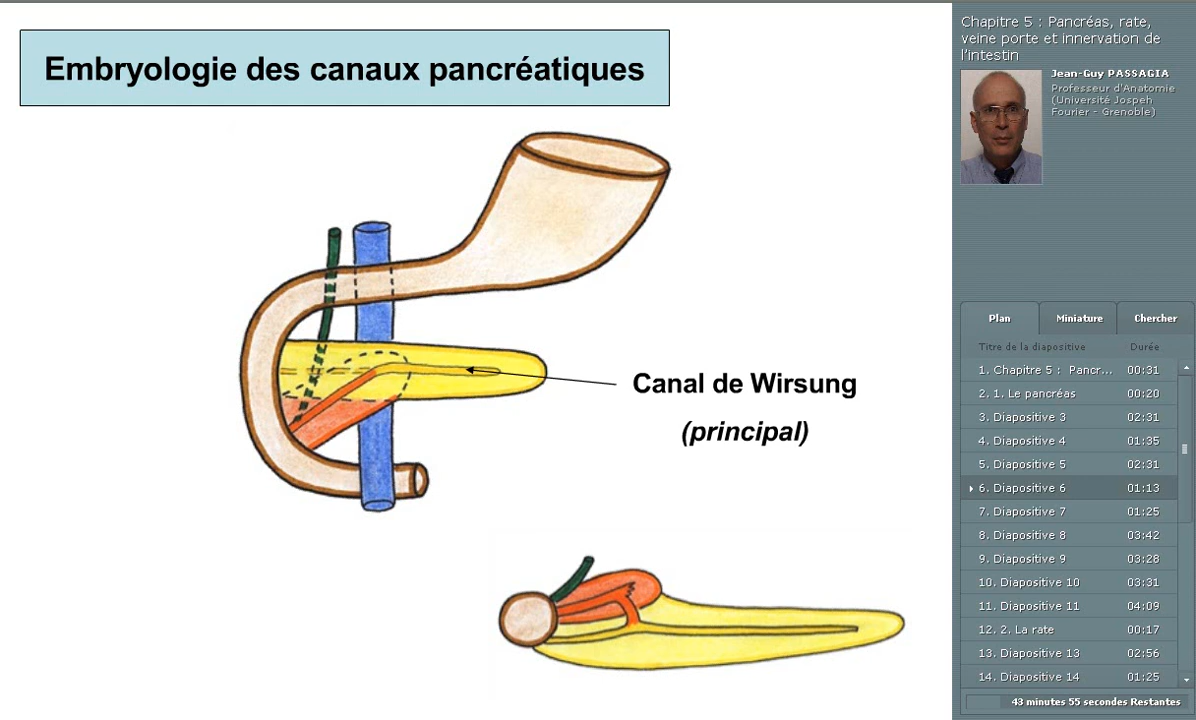 Embryologie des canaux pancréatiques
Canal de Wirsung
(principal)
Chapitre 5 : Pancréas, rate,
veine porte et innervation de
l'intestin
Jean-Guy PASSAGIA
Professeur d'Anatomie
(Université Jospeh
Fourier - Grenoble)
Plan Miniature Chercher
Titre de la diapositive Durée
1. Chapitre 5 : Pancr... 00:31
2. 1. Le pancréas 00:20
3. Diapositive 3 02:31
4. Diapositive 4 01:35
5. Diapositive 5 02:31
6. Diapositive 6 01:13
7. Diapositive 7 01:25
8. Diapositive 8 03:42
9. Diapositive 9 03:28
10. Diapositive 10 03:31
11. Diapositive 11 04:09
12. 2. La rate 00:17
13. Diapositive 13 02:56
14. Diapositive 14 01:25
43 minutes 55 secondes Restantes